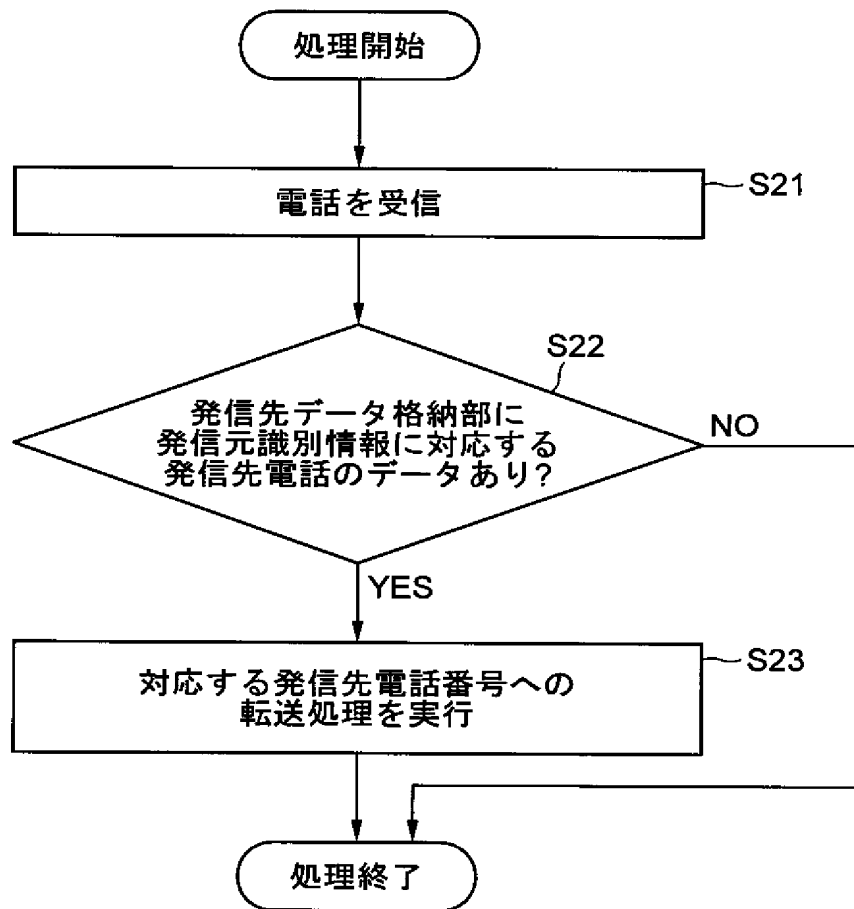 処理開始
電話を受信
S21
S22
発信先データ格納部に
発信元識別情報に対応する
発信先電話のデータあり?
NO
YES
対応する発信先電話番号への
転送処理を実行
S23
処理終了